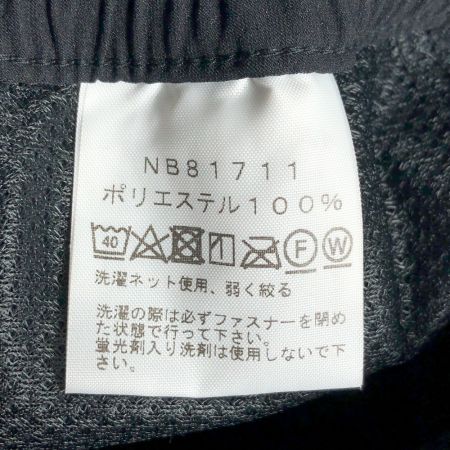 NB81711
ポリエステル100%
40 F W
洗濯ネット使用、弱く絞る
洗濯の際は必ずファスナーを閉め
た状態で行って下さい。
蛍光剤入り洗剤は使用しないで下
さい。